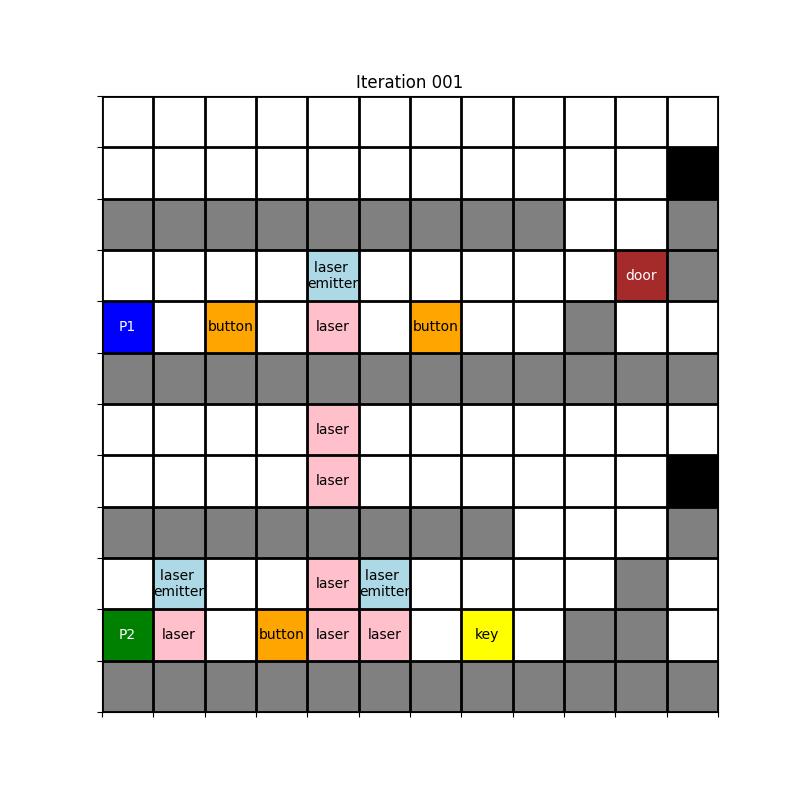 Iteration 001
laser
emitter
door
P1
button
laser
button
laser
laser
laser
emitter
laser
laser
emitter
P2
laser
button
laser
laser
key